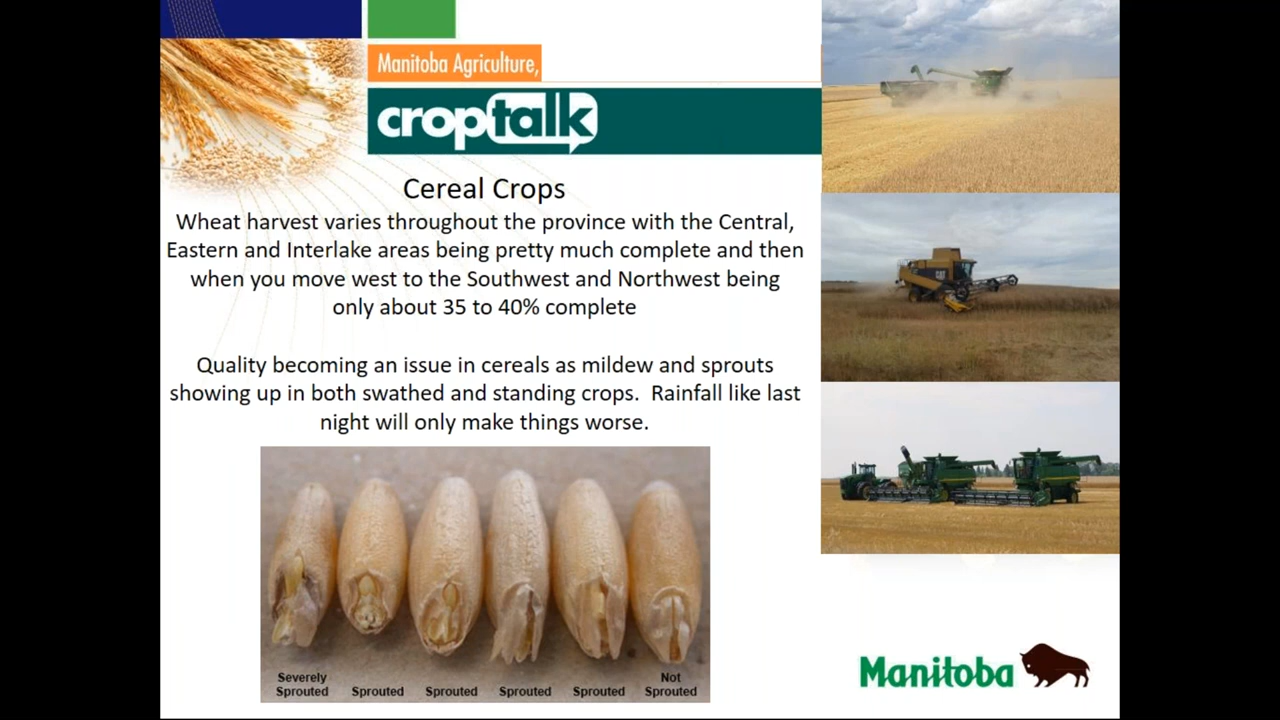 Manitoba Agriculture,
croptalk
Cereal Crops
Wheat harvest varies throughout the province with the Central,
Eastern and Interlake areas being pretty much complete and then
when you move west to the Southwest and Northwest being
only about 35 to 40% complete
Quality becoming an issue in cereals as mildew and sprouts
showing up in both swathed and standing crops.  Rainfall like last
night will only make things worse.
Severely
Sprouted
Sprouted
Sprouted
Sprouted
Sprouted
Not
Sprouted
Manitoba